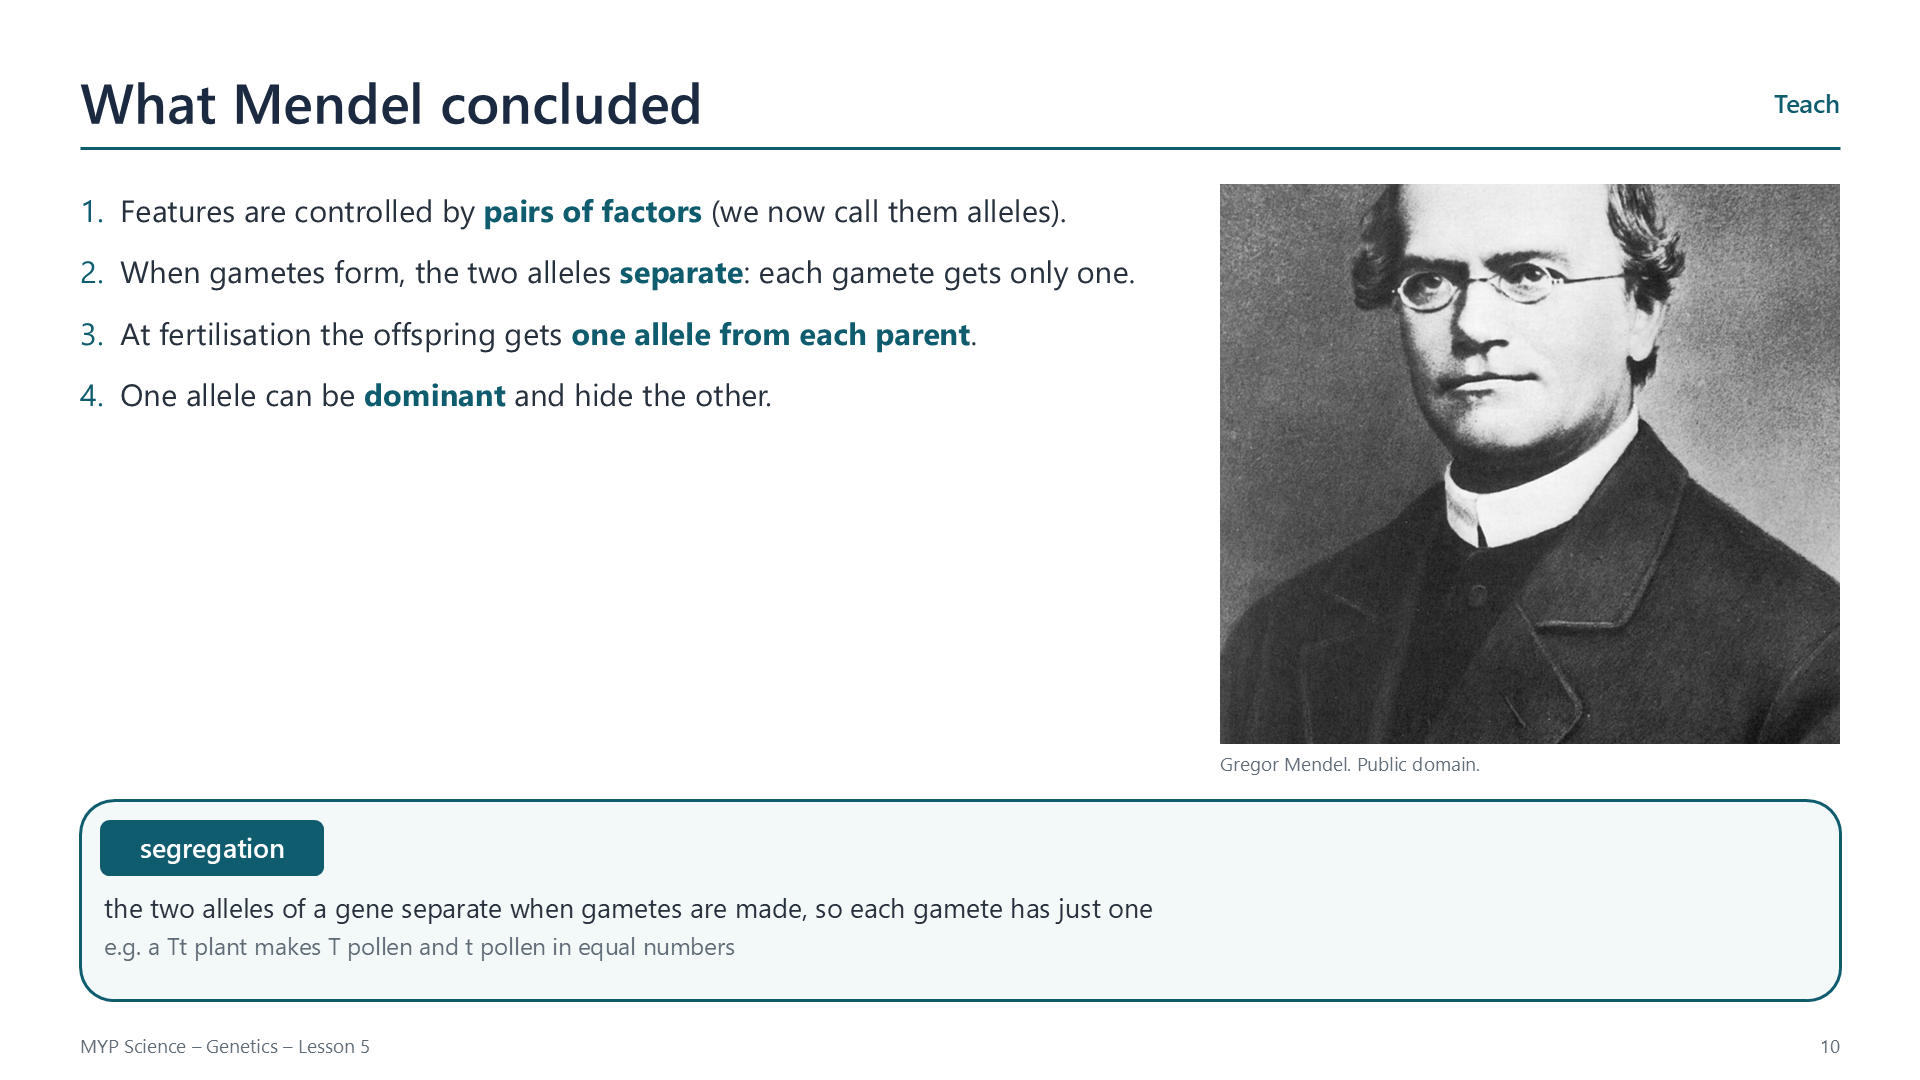 What Mendel concluded
Teach
1. Features are controlled by pairs of factors (we now call them alleles).
2. When gametes form, the two alleles separate: each gamete gets only one.
3. At fertilisation the offspring gets one allele from each parent.
4. One allele can be dominant and hide the other.
Gregor Mendel. Public domain.
segregation
the two alleles of a gene separate when gametes are made, so each gamete has just one
e.g. a Tt plant makes T pollen and t pollen in equal numbers
MYP Science – Genetics – Lesson 5
10